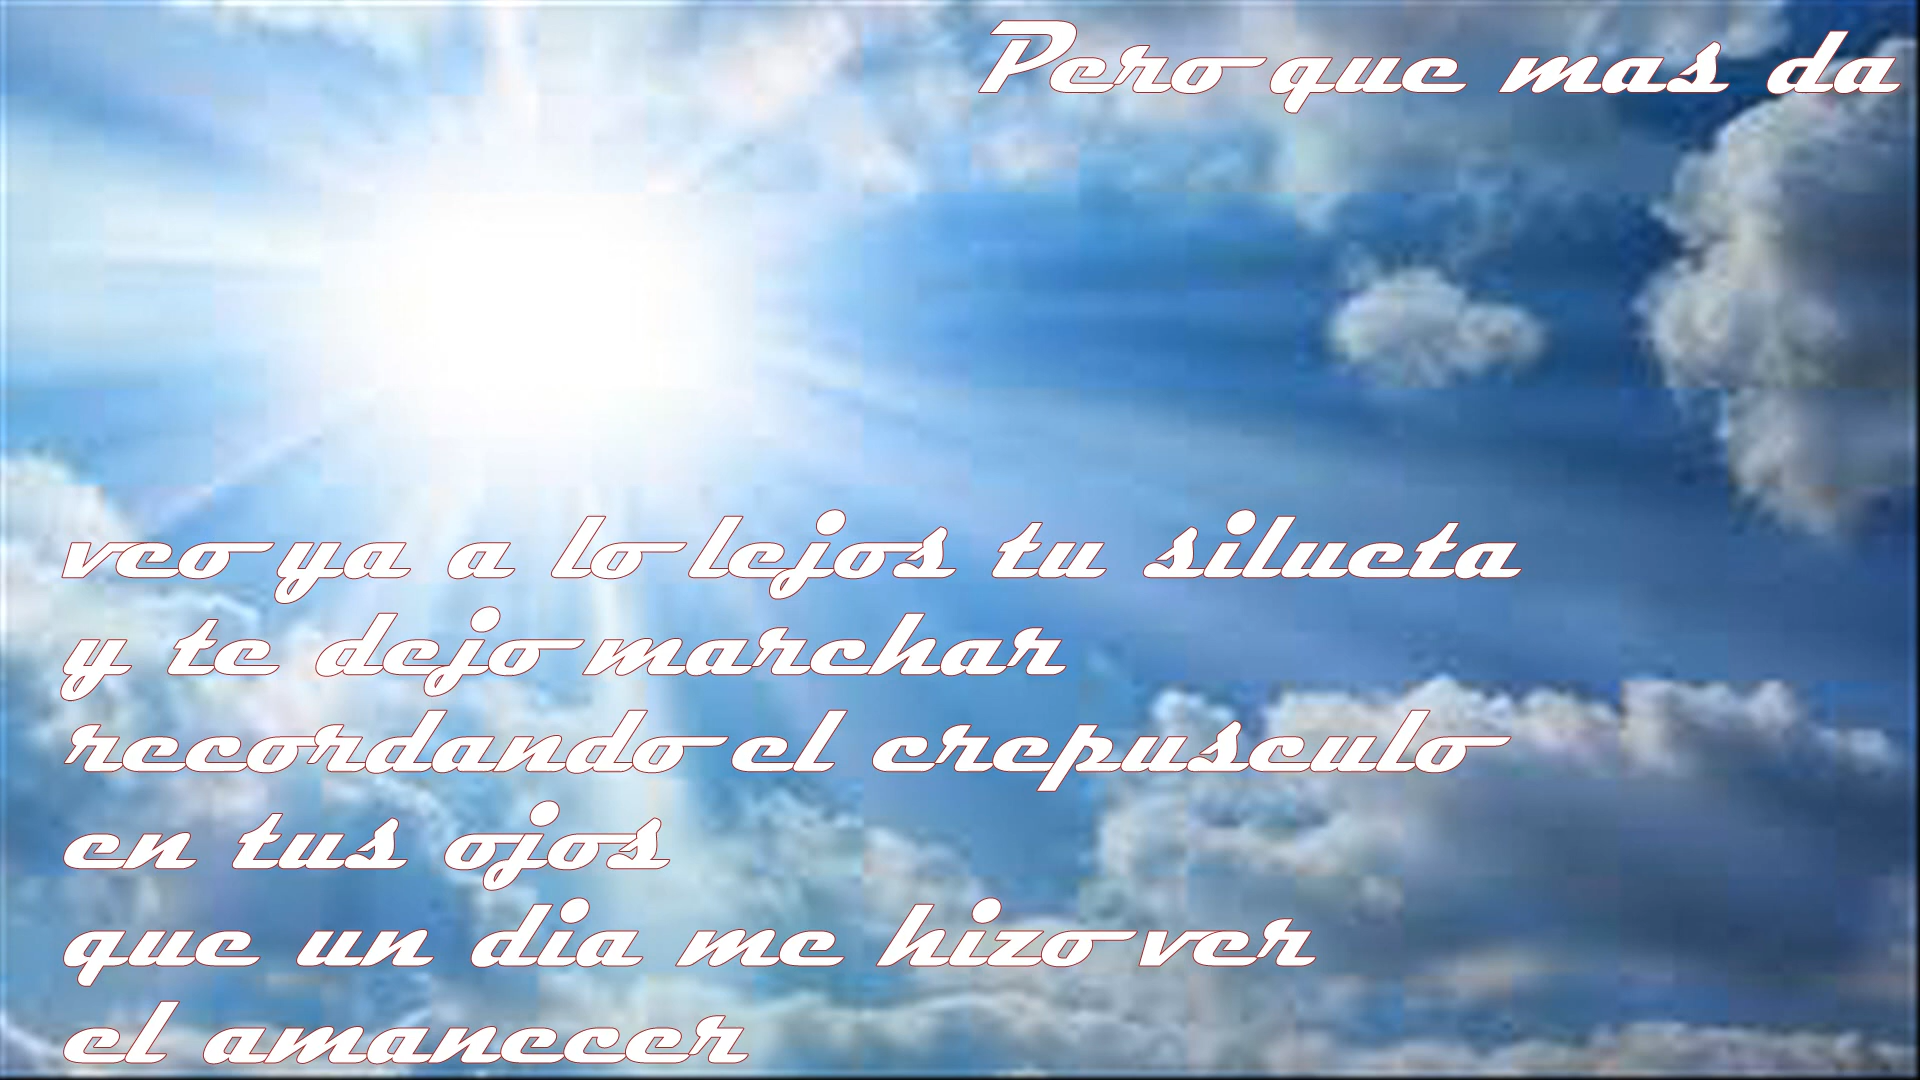 Pero que mas da
veo ya a lo lejos tu silueta
y te dejo marchar
recordando el crepusculo
en tus ojos
que un dia me hizo ver
el amanecer